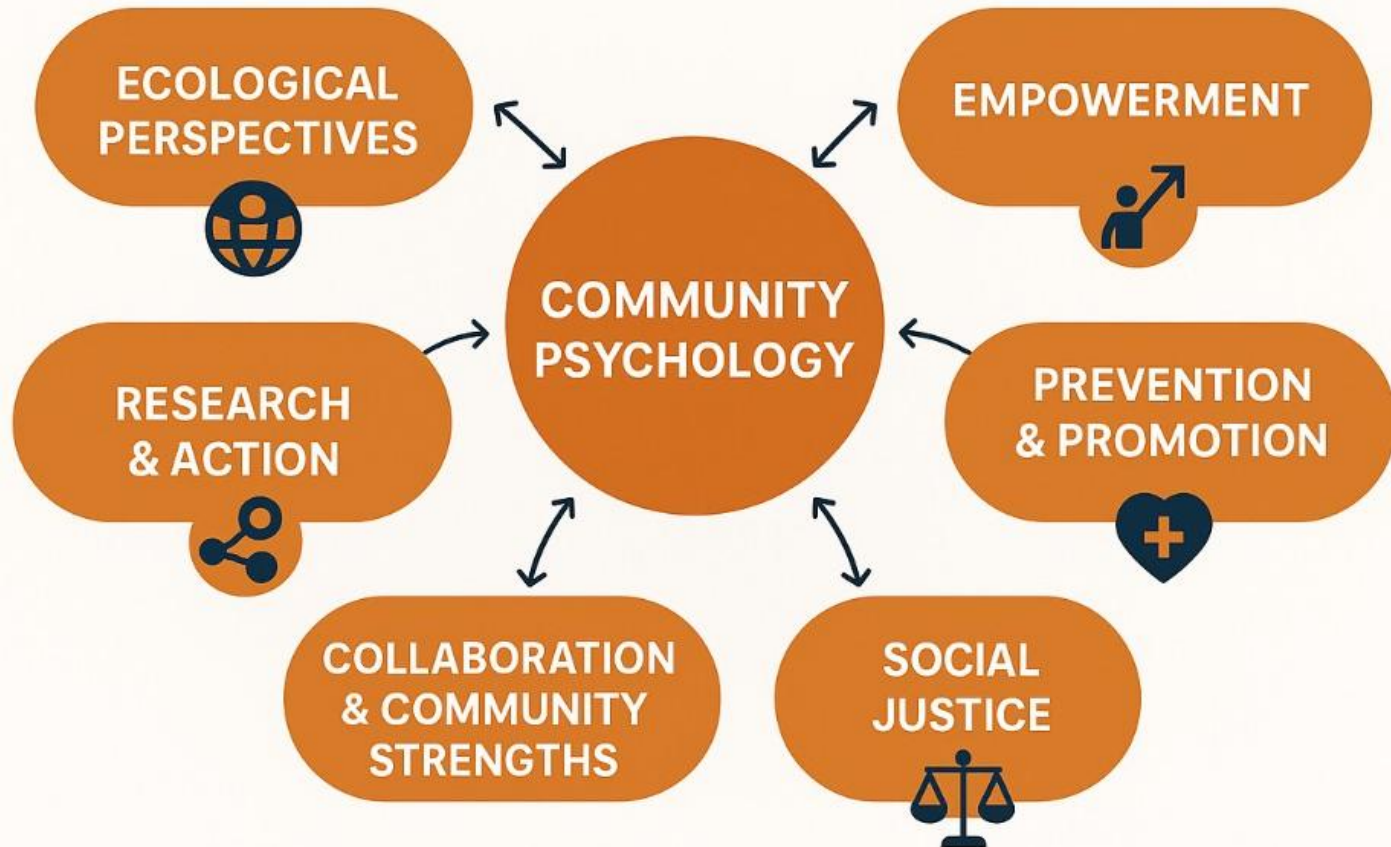 ECOLOGICAL
PERSPECTIVES
EMPOWERMENT
COMMUNITY
PSYCHOLOGY
RESEARCH
& ACTION
PREVENTION
& PROMOTION
COLLABORATION
& COMMUNITY
STRENGTHS
SOCIAL
JUSTICE